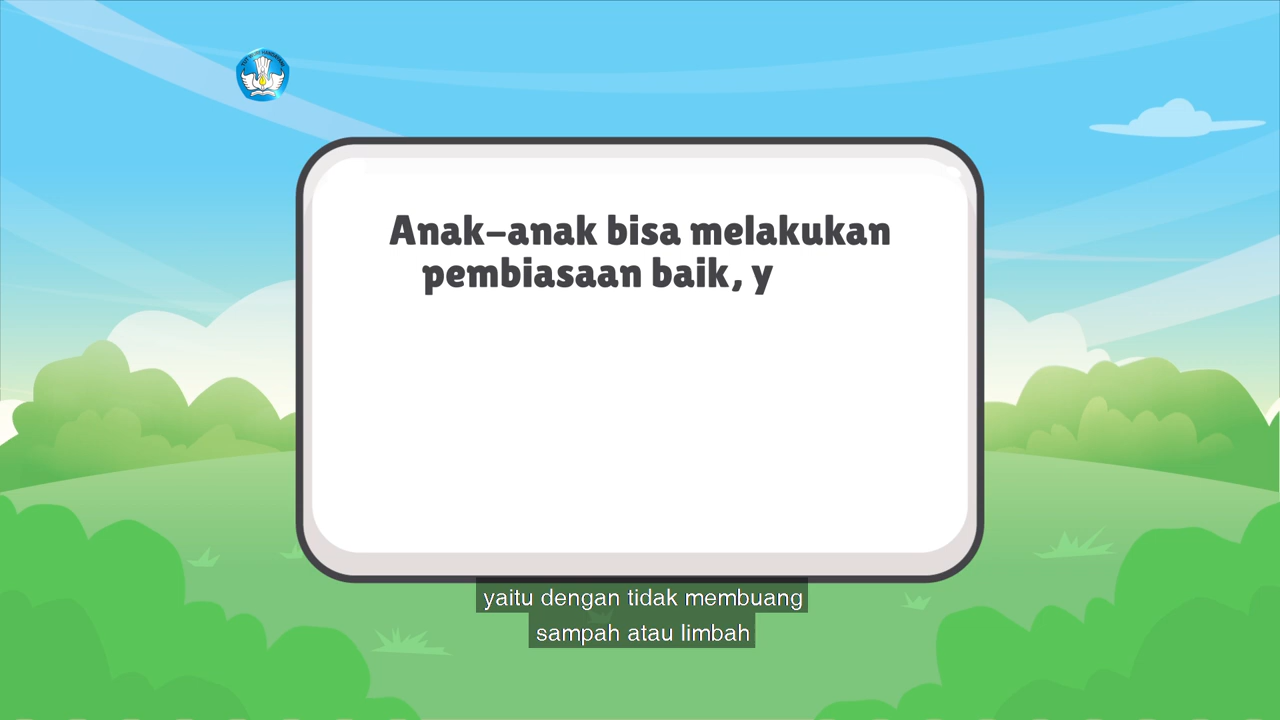 Anak-anak bisa melakukan
pembiasaan baik, y
yaitu dengan tidak membuang
sampah atau limbah